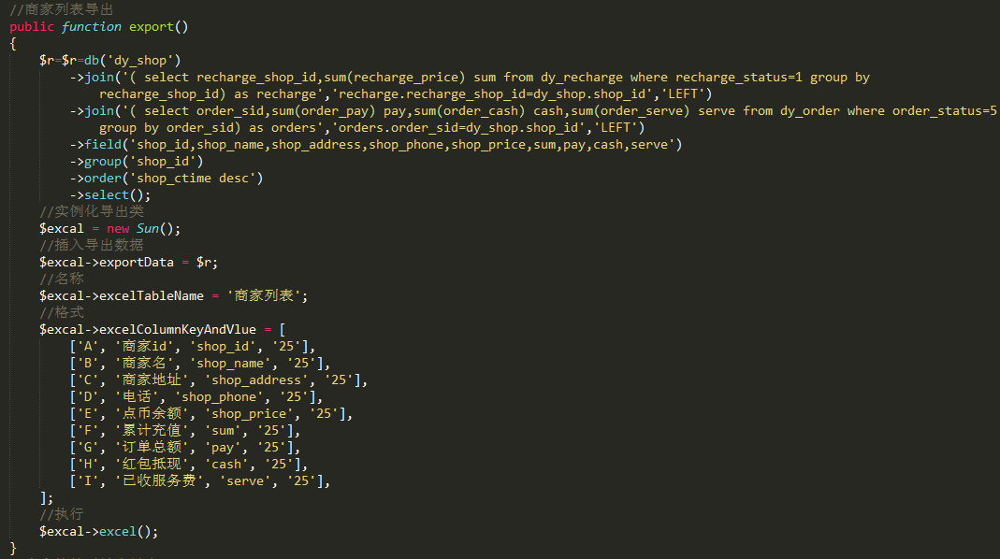 //商家列表导出
public function export()
{
$r=$r=db('dy_shop')
->join('( select recharge_shop_id,sum(recharge_price) sum from dy_recharge where recharge_status=1 group by
recharge_shop_id) as recharge','recharge.recharge_shop_id=dy_shop.shop_id','LEFT')
->join('( select order_sid,sum(order_pay) pay,sum(order_cash) cash,sum(order_serve) serve from dy_order where order_status=5
group by order_sid) as orders','orders.order_sid=dy_shop.shop_id','LEFT')
->field('shop_id,shop_name,shop_address,shop_phone,shop_price,sum,pay,cash,serve')
->group('shop_id')
->order('shop_ctime desc')
->select();
//实例化导出类
$excal = new Sun();
//插入导出数据
$excal->exportData = $r;
//名称
$excal->excelTableName = '商家列表';
//格式
$excal->excelColumnKeyAndVlue = [
['A', '商家id', 'shop_id', '25'],
['B', '商家名', 'shop_name', '25'],
['C', '商家地址', 'shop_address', '25'],
['D', '电话', 'shop_phone', '25'],
['E', '点币余额', 'shop_price', '25'],
['F', '累计充值', 'sum', '25'],
['G', '订单总额', 'pay', '25'],
['H', '红包抵现', 'cash', '25'],
['I', '已收服务费', 'serve', '25'],
];
//执行
$excal->excel();
}